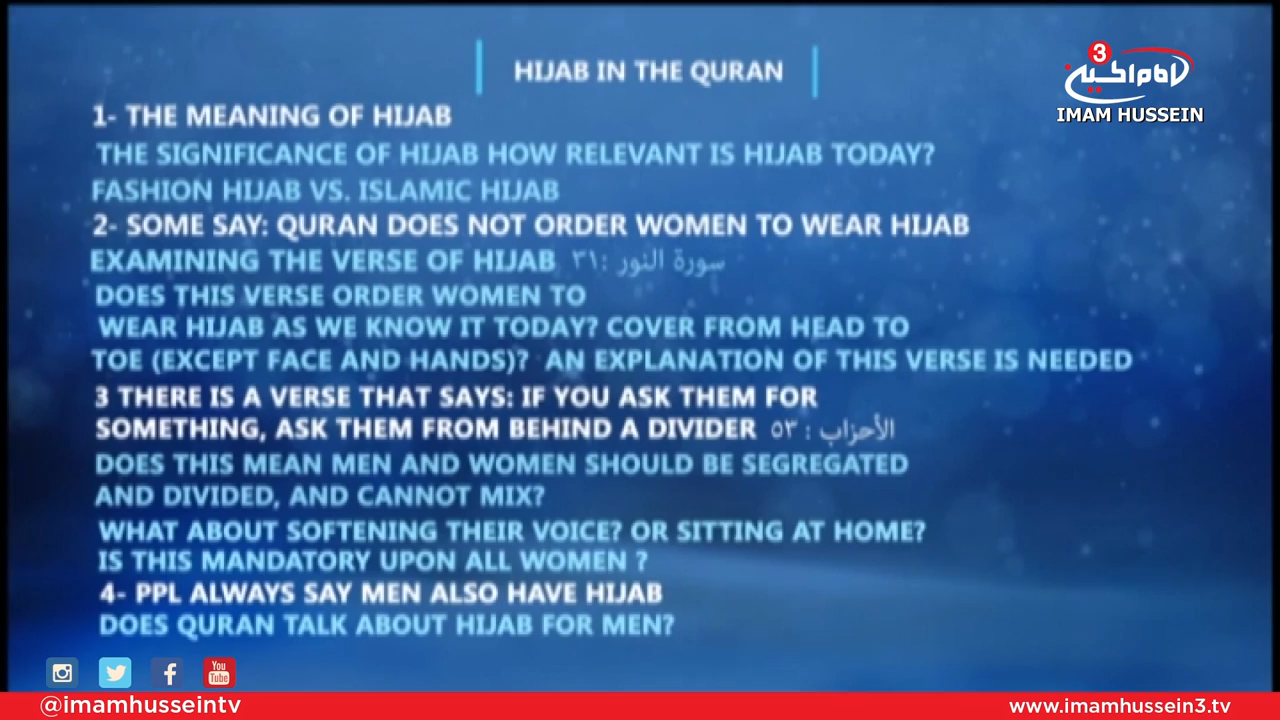 HIJAB IN THE QURAN
3
الامام الحسين
IMAM HUSSEIN
1- THE MEANING OF HIJAB
THE SIGNIFICANCE OF HIJAB HOW RELEVANT IS HIJAB TODAY?
FASHION HIJAB VS. ISLAMIC HIJAB
2- SOME SAY: QURAN DOES NOT ORDER WOMEN TO WEAR HIJAB
EXAMINING THE VERSE OF HIJAB سورة النور :٣١
DOES THIS VERSE ORDER WOMEN TO
WEAR HIJAB AS WE KNOW IT TODAY? COVER FROM HEAD TO
TOE (EXCEPT FACE AND HANDS)? AN EXPLANATION OF THIS VERSE IS NEEDED
3 THERE IS A VERSE THAT SAYS: IF YOU ASK THEM FOR
SOMETHING, ASK THEM FROM BEHIND A DIVIDER الأحزاب : ٥٣
DOES THIS MEAN MEN AND WOMEN SHOULD BE SEGREGATED
AND DIVIDED, AND CANNOT MIX?
WHAT ABOUT SOFTENING THEIR VOICE? OR SITTING AT HOME?
IS THIS MANDATORY UPON ALL WOMEN ?
4- PPL ALWAYS SAY MEN ALSO HAVE HIJAB
DOES QURAN TALK ABOUT HIJAB FOR MEN?
You Tube
@imamhusseintv
www.imamhussein3.tv